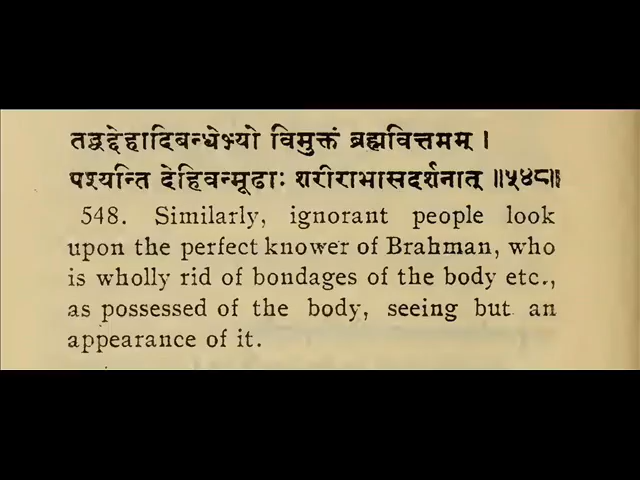 तद्वद्देहादिबन्धेभ्यो विमुक्तं ब्रह्मवित्तमम् ।
पश्यन्ति देहिवन्मूढाः शरीराभासदर्शनात् ॥५४८॥
548. Similarly, ignorant people look
upon the perfect knower of Brahman, who
is wholly rid of bondages of the body etc.,
as possessed of the body, seeing but an
appearance of it.